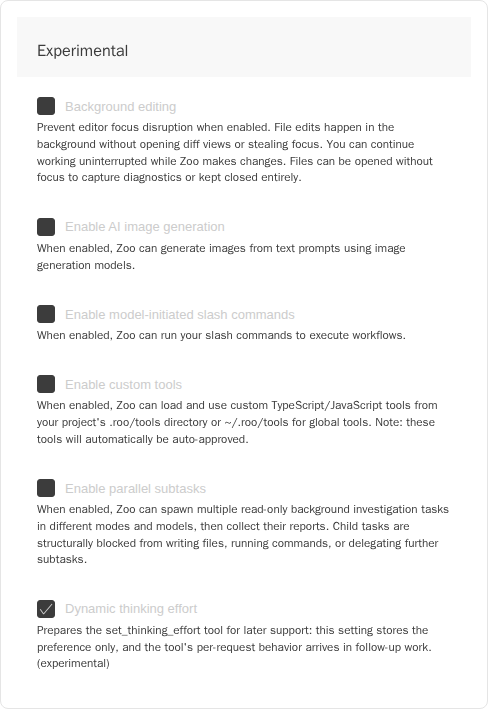 Experimental
Background editing
Prevent editor focus disruption when enabled. File edits happen in the
background without opening diff views or stealing focus. You can continue
working uninterrupted while Zoo makes changes. Files can be opened without
focus to capture diagnostics or kept closed entirely.
Enable AI image generation
When enabled, Zoo can generate images from text prompts using image
generation models.
Enable model-initiated slash commands
When enabled, Zoo can run your slash commands to execute workflows.
Enable custom tools
When enabled, Zoo can load and use custom TypeScript/JavaScript tools from
your project's .roo/tools directory or ~/.roo/tools for global tools. Note: these
tools will automatically be auto-approved.
Enable parallel subtasks
When enabled, Zoo can spawn multiple read-only background investigation tasks
in different modes and models, then collect their reports. Child tasks are
structurally blocked from writing files, running commands, or delegating further
subtasks.
Dynamic thinking effort
Prepares the set_thinking_effort tool for later support: this setting stores the
preference only, and the tool's per-request behavior arrives in follow-up work.
(experimental)